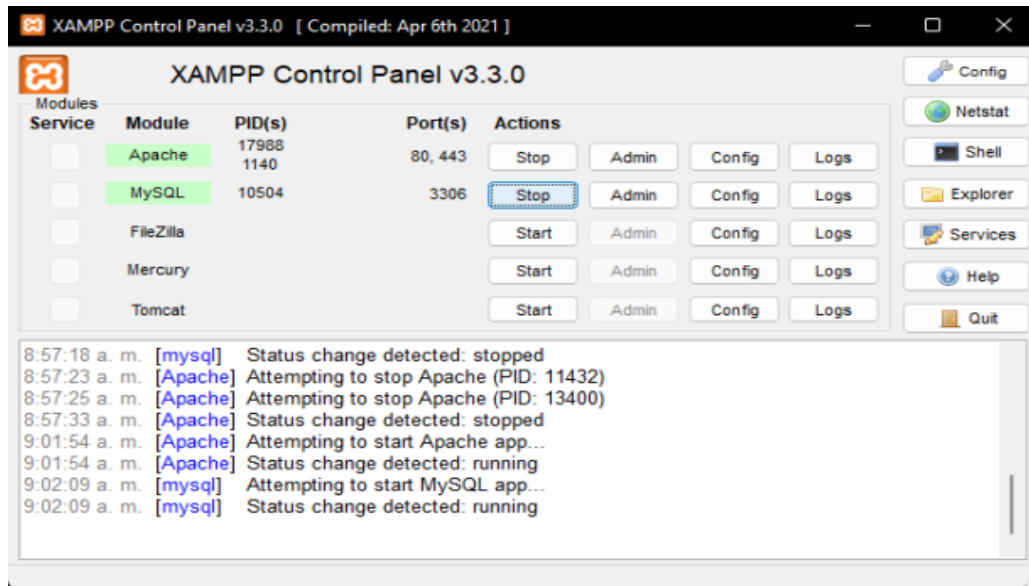 XAMPP Control Panel v3.3.0 [ Compiled: Apr 6th 2021 ]
XAMPP Control Panel v3.3.0
Config
Modules
Service Module PID(s) Port(s) Actions
Netstat
Apache 17988 1140 80, 443 Stop Admin Config Logs
Shell
MySQL 10504 3306 Stop Admin Config Logs
Explorer
FileZilla Start Admin Config Logs
Services
Mercury Start Admin Config Logs
Help
Tomcat Start Admin Config Logs
Quit
8:57:18 a. m. [mysql] Status change detected: stopped
8:57:23 a. m. [Apache] Attempting to stop Apache (PID: 11432)
8:57:25 a. m. [Apache] Attempting to stop Apache (PID: 13400)
8:57:33 a. m. [Apache] Status change detected: stopped
9:01:54 a. m. [Apache] Attempting to start Apache app...
9:01:54 a. m. [Apache] Status change detected: running
9:02:09 a. m. [mysql] Attempting to start MySQL app...
9:02:09 a. m. [mysql] Status change detected: running